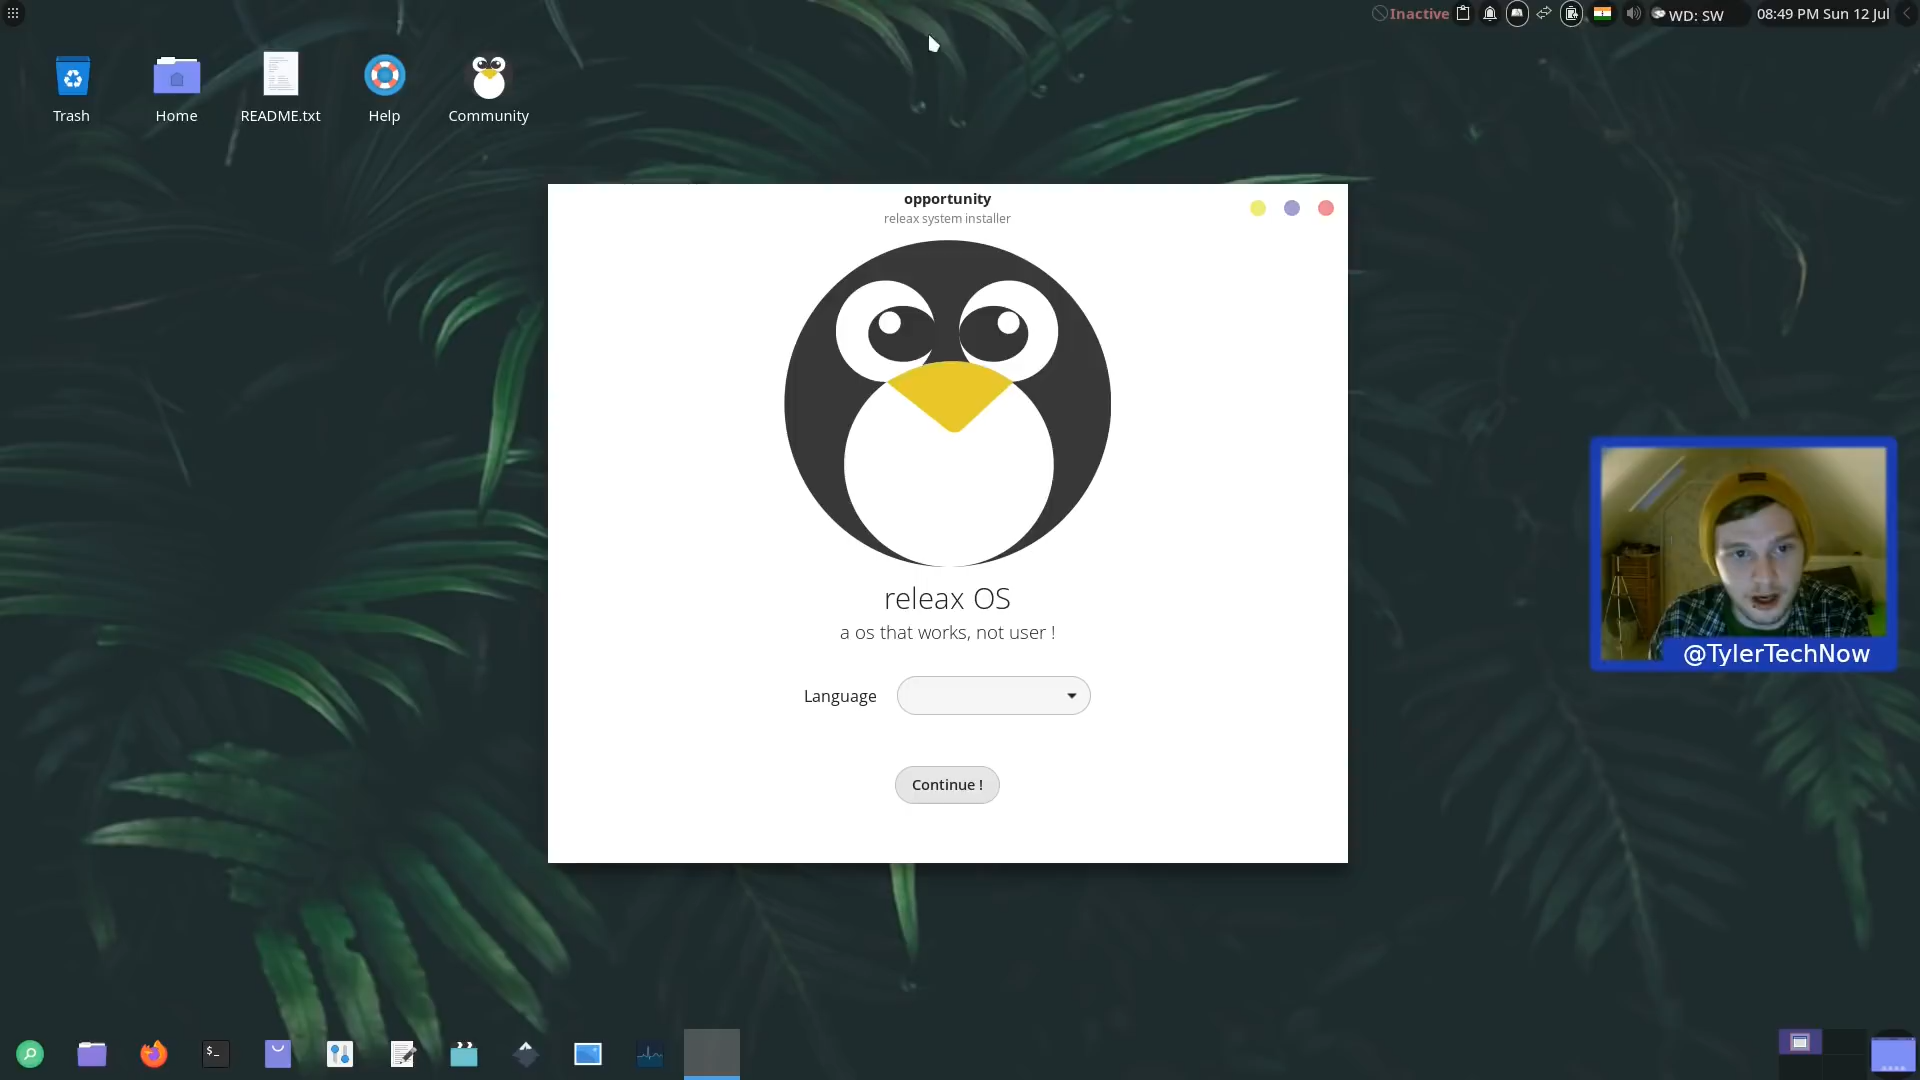 Inactive
WD: SW
08:49 PM Sun 12 Jul
Trash
Home
README.txt
Help
Community
opportunity
releax system installer
releax OS
a os that works, not user !
Language
Continue !
@TylerTechNow
$_